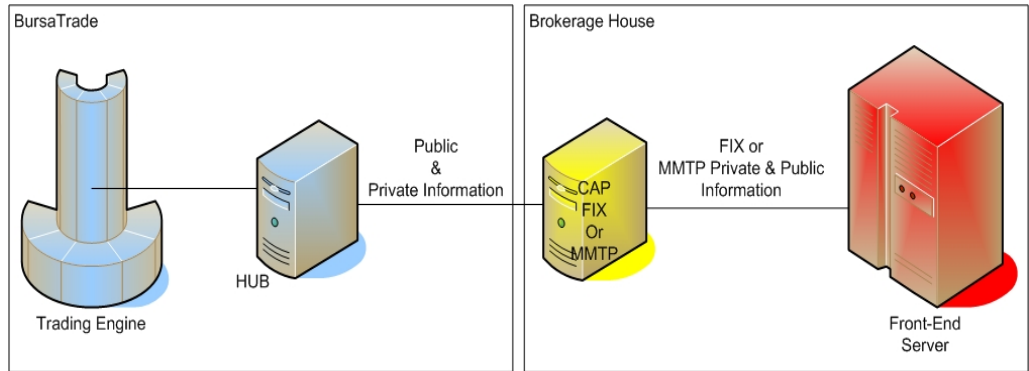 BursaTrade
Trading Engine
HUB
Public
&
Private Information
Brokerage House
CAP
FIX
Or
MMTP
FIX or
MMTP Private & Public
Information
Front-End
Server